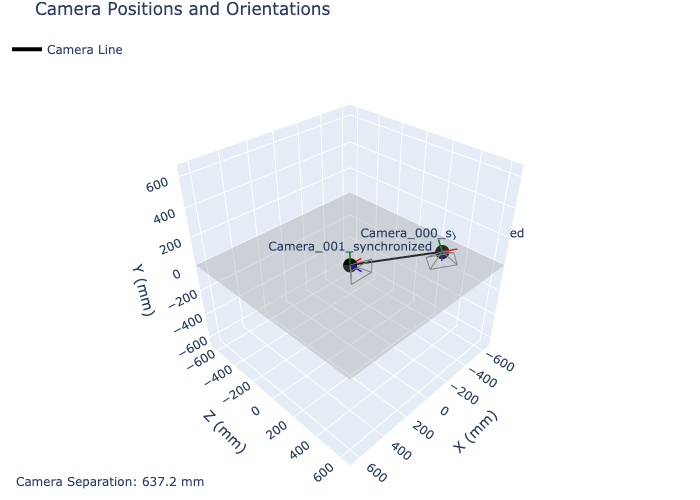 Camera Positions and Orientations
Camera Line
600
400
200
0
−200
−400
−600
Y (mm)
Camera_000_sy ed
Camera_001_synchronized
−600
−400
−200
0
200
400
600
Z (mm)
−600
−400
−200
0
200
400
600
X (mm)
Camera Separation: 637.2 mm